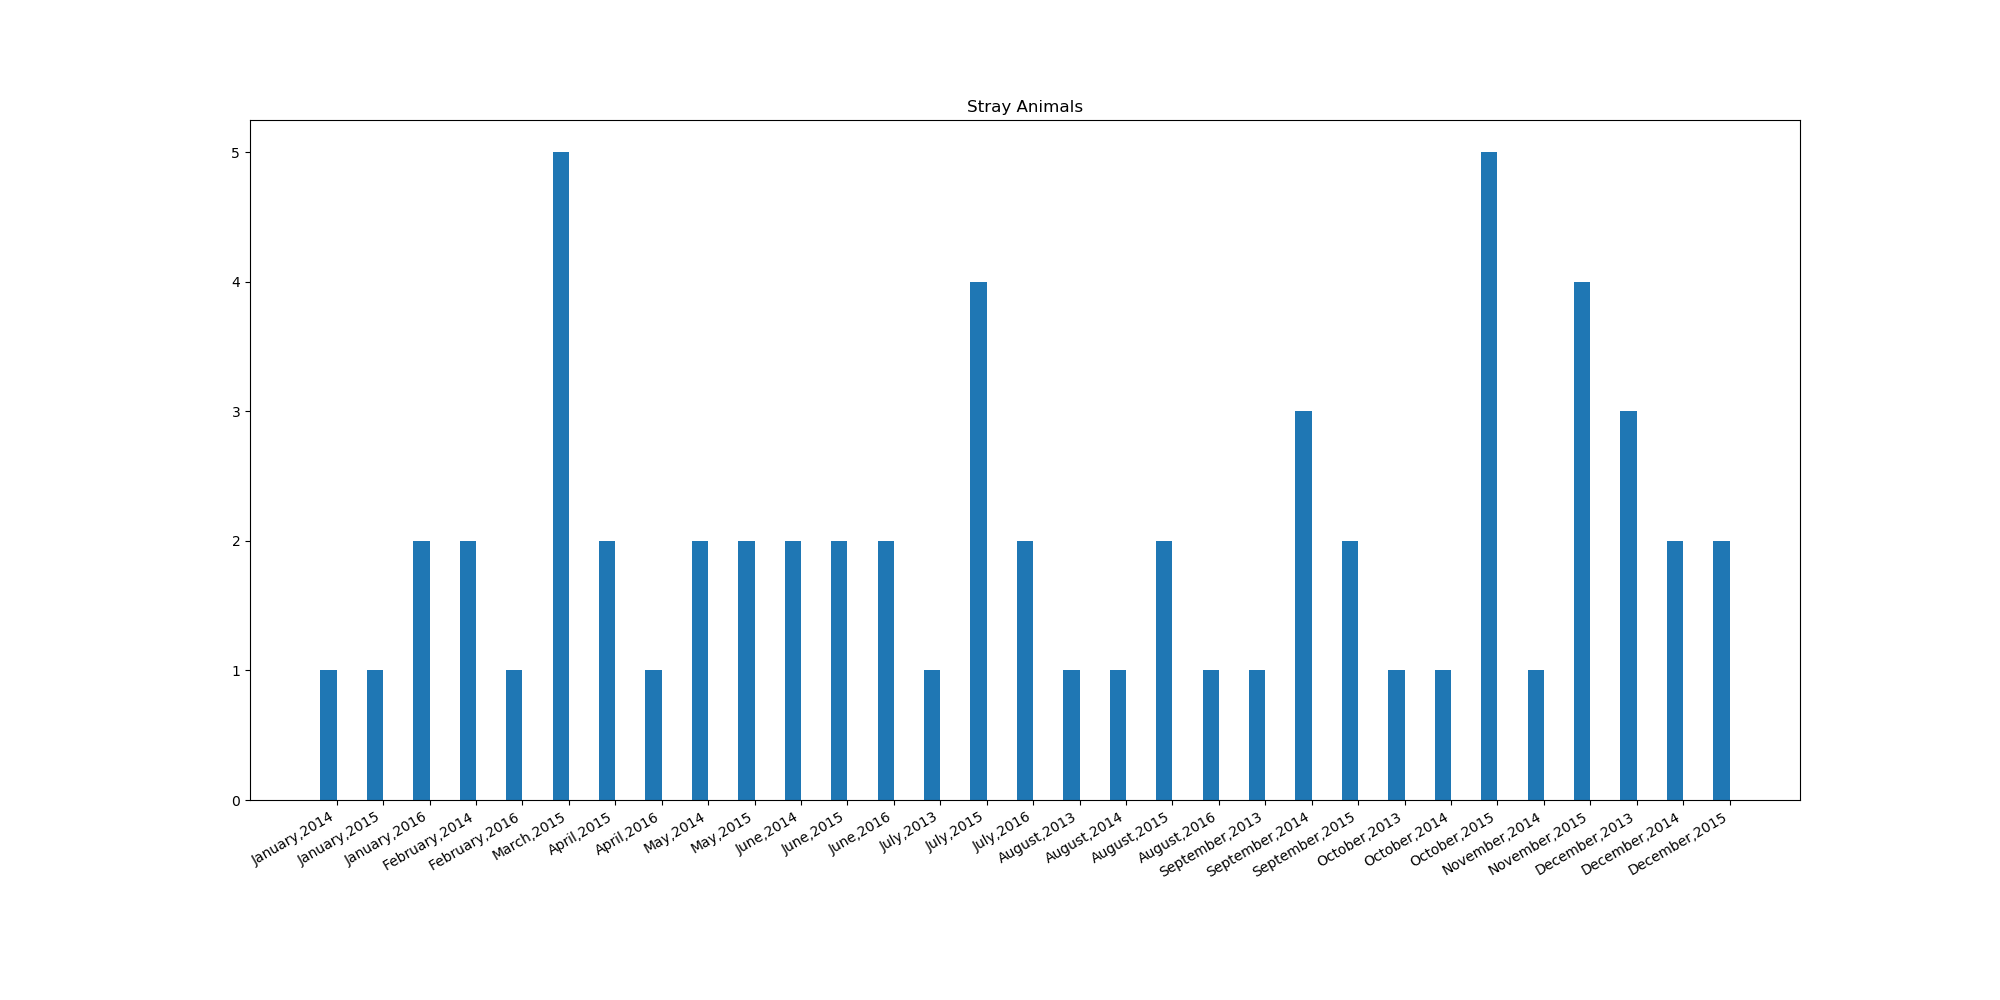 Stray Animals
5
4
3
2
1
0
January,2014
January,2015
January,2016
February,2014
February,2016
March,2015
April,2015
April,2016
May,2014
May,2015
June,2014
June,2015
June,2016
July,2013
July,2015
July,2016
August,2013
August,2014
August,2015
August,2016
September,2013
September,2014
September,2015
October,2013
October,2014
October,2015
November,2014
November,2015
December,2013
December,2014
December,2015